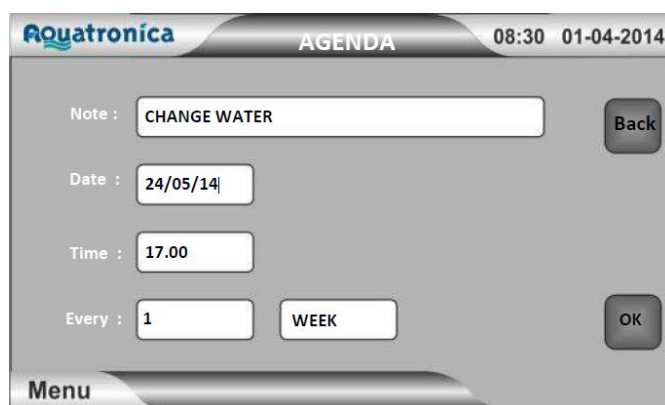 Aquatronica AGENDA 08:30 01-04-2014
Note : CHANGE WATER Back
Date : 24/05/14
Time : 17.00
Every : 1 WEEK OK
Menu